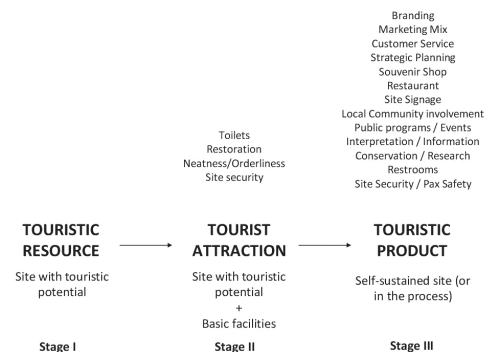 Branding
Marketing Mix
Customer Service
Strategic Planning
Souvenir Shop
Restaurant
Site Signage
Local Community involvement
Public programs / Events
Interpretation / Information
Conservation / Research
Restrooms
Site Security / Pax Safety
Toilets
Restoration
Neatness/Orderliness
Site security
TOURISTIC
RESOURCE
Site with touristic
potential
Stage I
TOURIST
ATTRACTION
Site with touristic
potential
+
Basic facilities
Stage II
TOURISTIC
PRODUCT
Self-sustained site (or
in the process)
Stage III